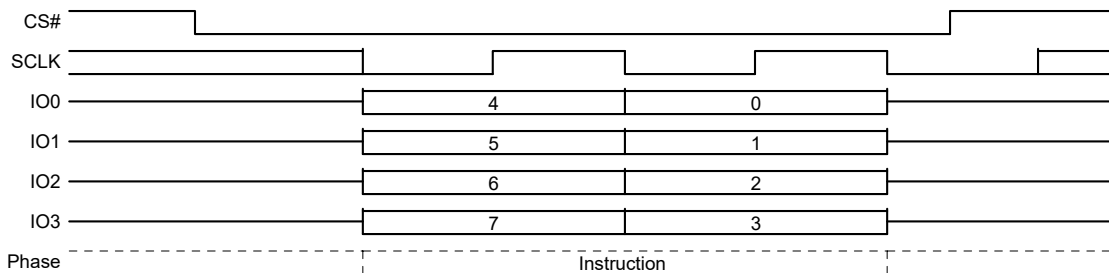 CS#
SCLK
IO0 4 0
IO1 5 1
IO2 6 2
IO3 7 3
Phase Instruction